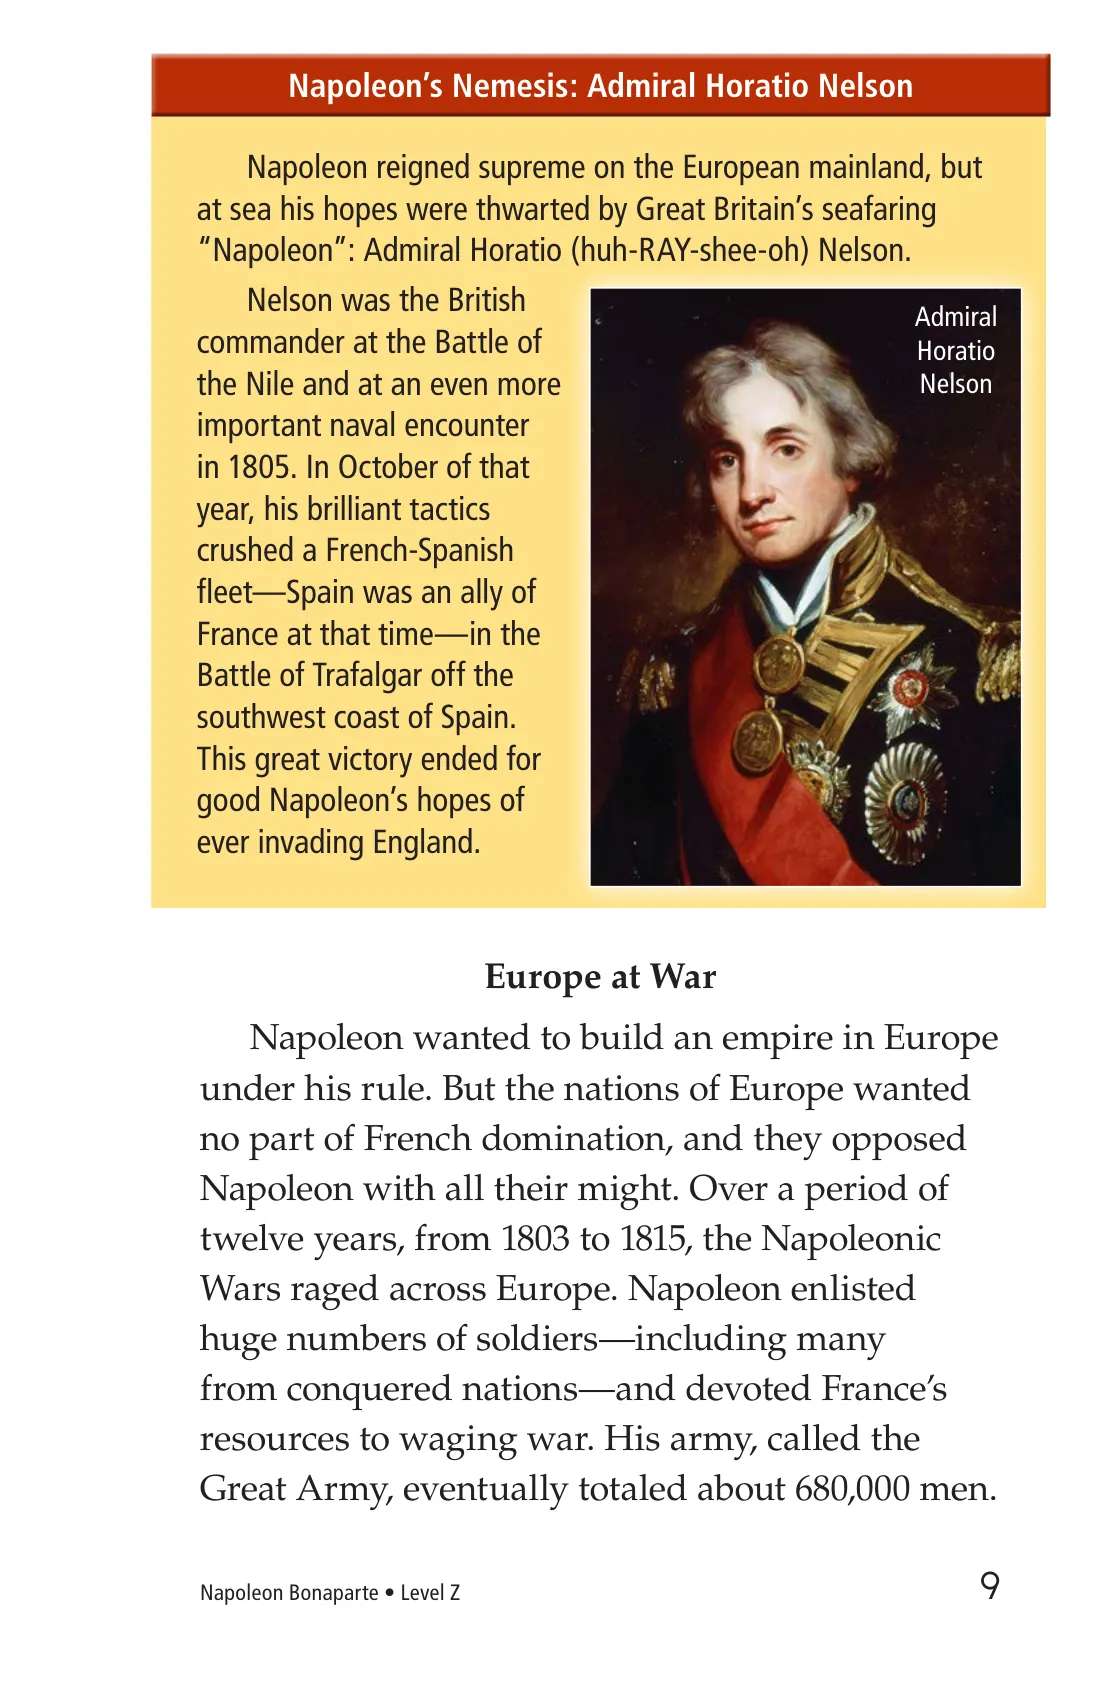 Napoleon’s Nemesis: Admiral Horatio Nelson
Napoleon reigned supreme on the European mainland, but
at sea his hopes were thwarted by Great Britain’s seafaring
“Napoleon”: Admiral Horatio (huh-RAY-shee-oh) Nelson.
Nelson was the British
commander at the Battle of
the Nile and at an even more
important naval encounter
in 1805. In October of that
year, his brilliant tactics
crushed a French-Spanish
fleet—Spain was an ally of
France at that time—in the
Battle of Trafalgar off the
southwest coast of Spain.
This great victory ended for
good Napoleon’s hopes of
ever invading England.
Admiral
Horatio
Nelson
Europe at War
Napoleon wanted to build an empire in Europe
under his rule. But the nations of Europe wanted
no part of French domination, and they opposed
Napoleon with all their might. Over a period of
twelve years, from 1803 to 1815, the Napoleonic
Wars raged across Europe. Napoleon enlisted
huge numbers of soldiers—including many
from conquered nations—and devoted France’s
resources to waging war. His army, called the
Great Army, eventually totaled about 680,000 men.
Napoleon Bonaparte • Level Z
9